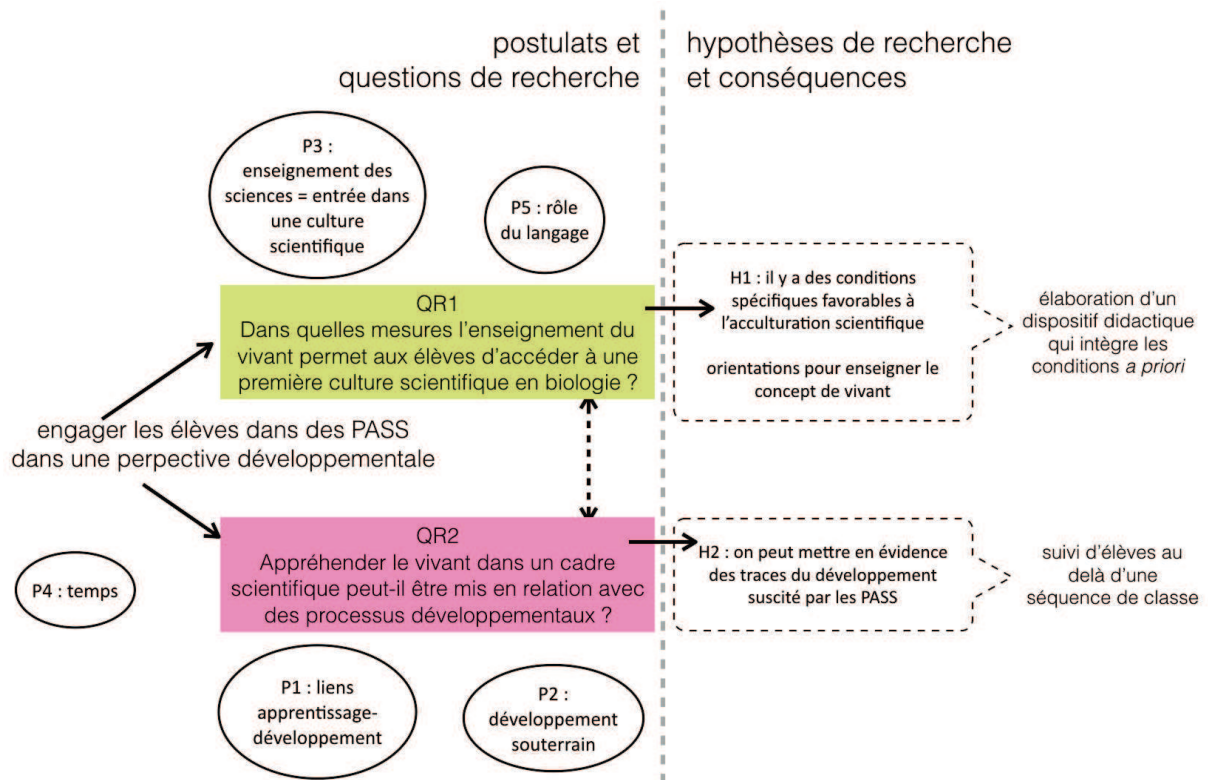 postulats et
questions de recherche
hypothèses de recherche
et conséquences
P3 :
enseignement des
sciences = entrée dans
une culture
scientifique
P5 : rôle
du langage
QR1
Dans quelles mesures l'enseignement du
vivant permet aux élèves d'accéder à une
première culture scientifique en biologie ?
H1 : il y a des conditions
spécifiques favorables à
l'acculturation scientifique
orientations pour enseigner le
concept de vivant
élaboration d'un
dispositif didactique
qui intègre les
conditions a priori
engager les élèves dans des PASS
dans une perpective développementale
QR2
Appréhender le vivant dans un cadre
scientifique peut-il être mis en relation avec
des processus développementaux ?
H2 : on peut mettre en évidence
des traces du développement
suscité par les PASS
suivi d'élèves au
delà d'une
séquence de classe
P4 : temps
P1 : liens
apprentissage-
développement
P2 :
développement
souterrain